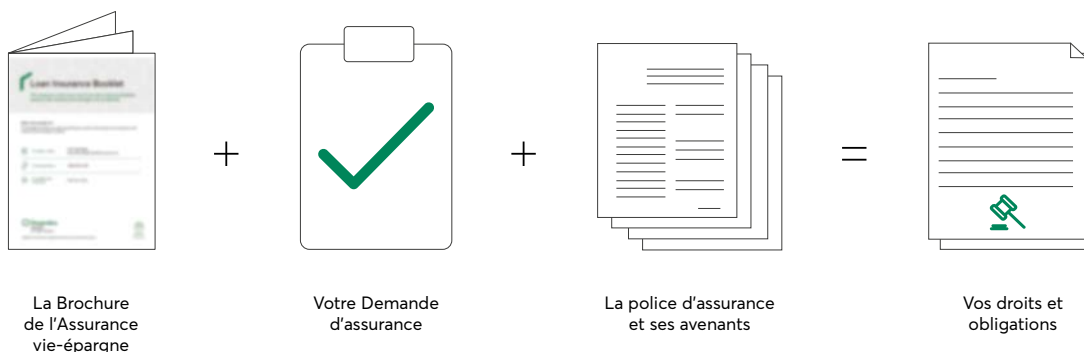 Loan Insurance Booklet
+
+
=
La Brochure
de l'Assurance
vie-épargne
Votre Demande
d'assurance
La police d'assurance
et ses avenants
Vos droits et
obligations